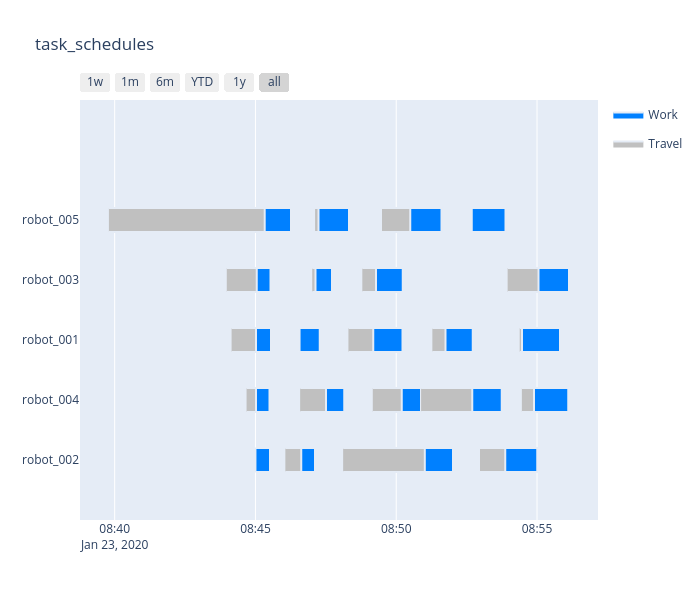 task_schedules
1w 1m 6m YTD 1y all
Work
Travel
robot_005
robot_003
robot_001
robot_004
robot_002
08:40 08:45 08:50 08:55
Jan 23, 2020